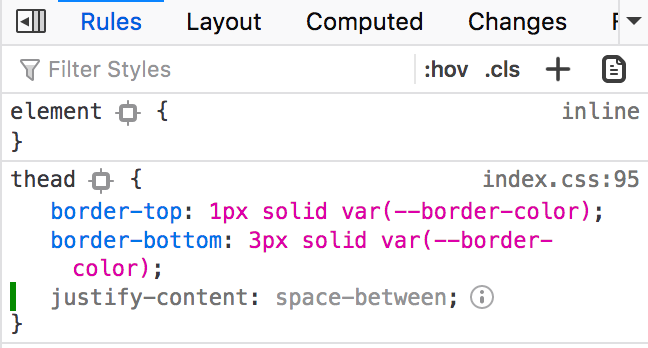 Rules Layout Computed Changes
Filter Styles :hov .cls
element { inline
}
thead { index.css:95
border-top: 1px solid var(--border-color);
border-bottom: 3px solid var(--border-
color);
justify-content: space-between;
}